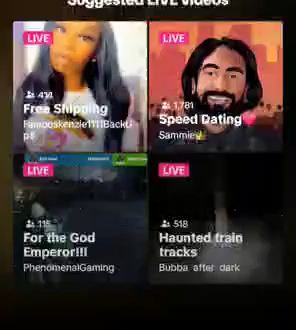 Suggested LIVE videos
LIVE
414
Free Shipping
LIVE
1,781
Speed Dating
Sammie
LIVE
115
For the God
Emperor!!!
PhenomenalGaming
LIVE
518
Haunted train
tracks
Bubba after dark